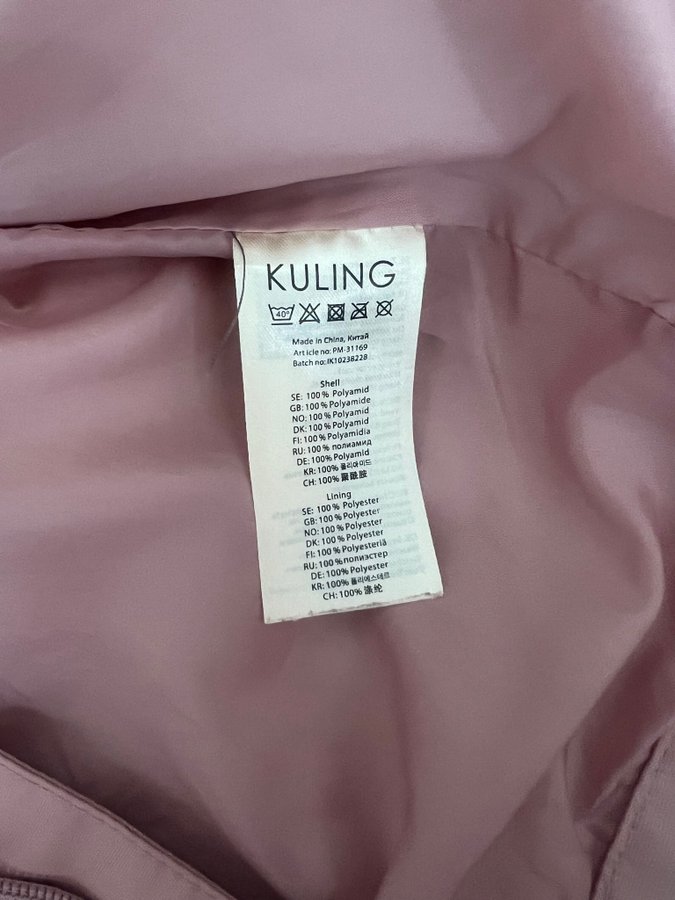 KULING
40°
Made in China, Китай
Article no: PM-31169
Batch no: IK10238228
Shell
SE: 100 % Polyamid
GB: 100 % Polyamide
NO: 100 % Polyamid
DK: 100 % Polyamid
FI: 100 % Polyamidia
RU: 100 % полиамид
DE: 100% Polyamid
KR: 100% 폴리아미드
CH: 100% 聚酰胺
Lining
SE: 100 % Polyester
GB: 100 % Polyester
NO: 100 % Polyester
DK: 100 % Polyester
FI: 100 % Polyesteriä
RU: 100 % полиэстер
DE: 100 % Polyester
KR: 100% 폴리에스테르
CH: 100% 涤纶